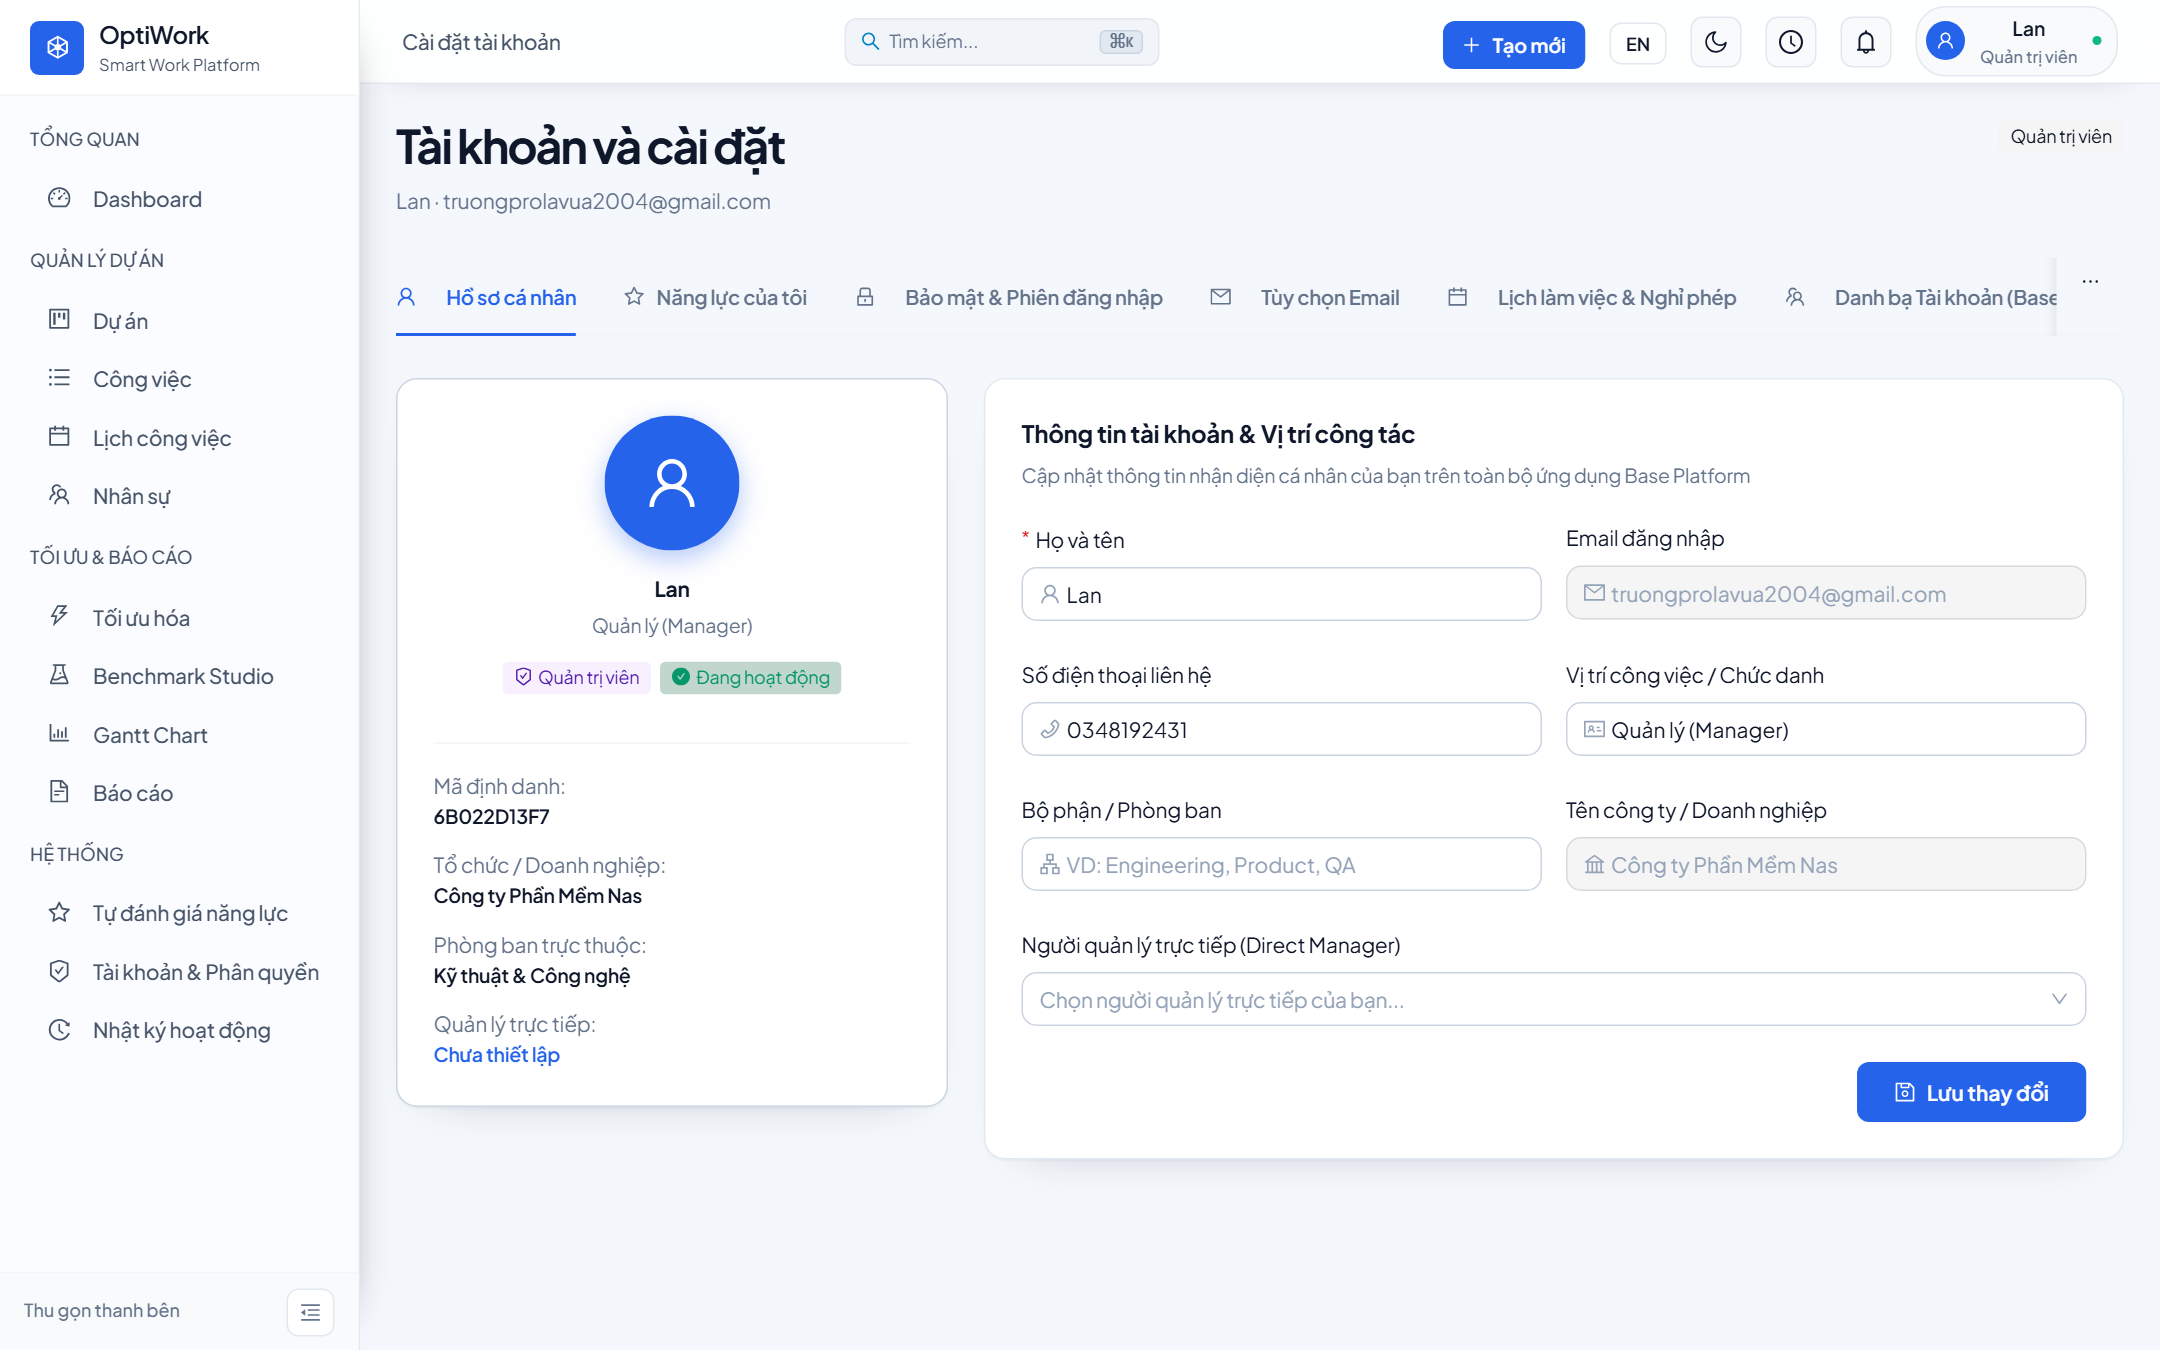 OptiWork
Smart Work Platform
TỔNG QUAN
Dashboard
QUẢN LÝ DỰ ÁN
Dự án
Công việc
Lịch công việc
Nhân sự
TỐI ƯU & BÁO CÁO
Tối ưu hóa
Benchmark Studio
Gantt Chart
Báo cáo
HỆ THỐNG
Tự đánh giá năng lực
Tài khoản & Phân quyền
Nhật ký hoạt động
Thu gọn thanh bên
Cài đặt tài khoản
Tìm kiếm...
⌘K
Tạo mới
EN
Lan
Quản trị viên
Tài khoản và cài đặt
Lan · truongprolavua2004@gmail.com
Quản trị viên
Hồ sơ cá nhân
Năng lực của tôi
Bảo mật & Phiên đăng nhập
Tùy chọn Email
Lịch làm việc & Nghỉ phép
Danh bạ Tài khoản (Base
Lan
Quản lý (Manager)
Quản trị viên
Đang hoạt động
Mã định danh:
6B022D13F7
Tổ chức / Doanh nghiệp:
Công ty Phần Mềm Nas
Phòng ban trực thuộc:
Kỹ thuật & Công nghệ
Quản lý trực tiếp:
Chưa thiết lập
Thông tin tài khoản & Vị trí công tác
Cập nhật thông tin nhận diện cá nhân của bạn trên toàn bộ ứng dụng Base Platform
* Họ và tên
Lan
Email đăng nhập
truongprolavua2004@gmail.com
Số điện thoại liên hệ
0348192431
Vị trí công việc / Chức danh
Quản lý (Manager)
Bộ phận / Phòng ban
VD: Engineering, Product, QA
Tên công ty / Doanh nghiệp
Công ty Phần Mềm Nas
Người quản lý trực tiếp (Direct Manager)
Chọn người quản lý trực tiếp của bạn...
Lưu thay đổi